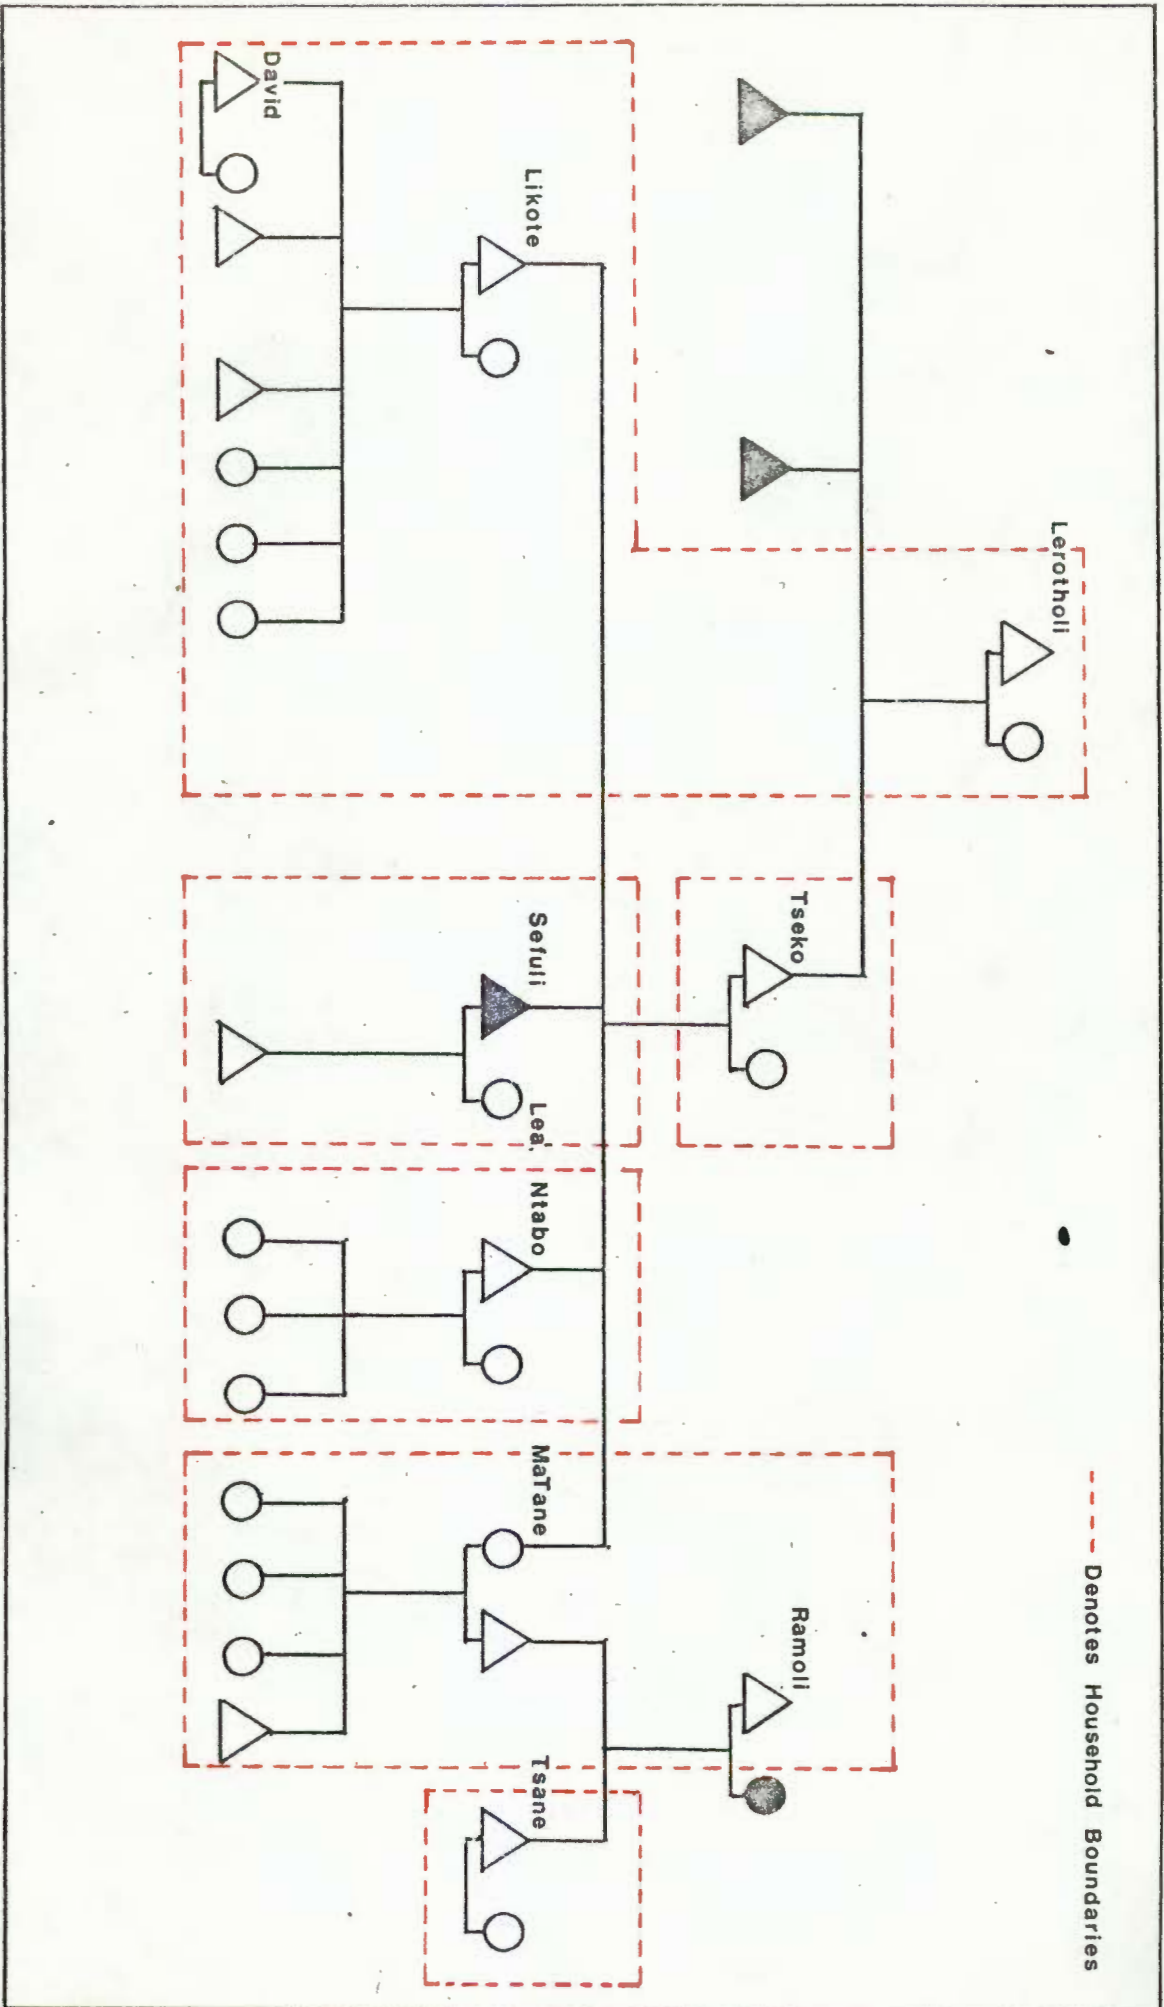 Lerotholi
Tseko
Ramoli
Likote
Sefuli
Lea,
Ntabo
MaTane
Tsane
David
Denotes Household Boundaries